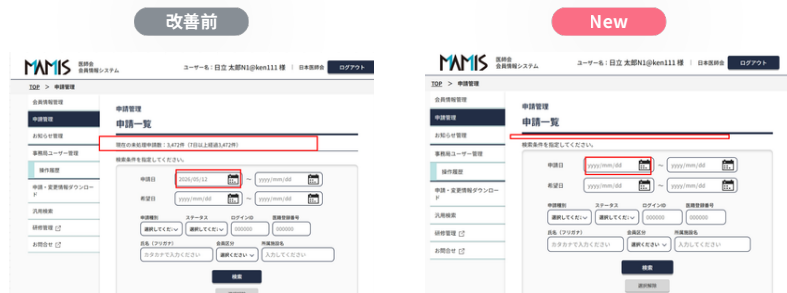 改善前
MAMIS 医師会 会員情報システム
ユーザー名：日立 太郎N1@ken111 様 | 日本医師会 ログアウト
TOP > 申請管理
会員情報管理
申請管理
お知らせ管理
事務局ユーザー管理
操作履歴
申請・変更情報ダウンロード
汎用検索
研修管理
お問合せ
申請管理
申請一覧
現在の未処理申請数：3,472件（7日以上経過3,472件）
検索条件を指定してください。
申請日 2026/05/12 ～ yyyy/mm/dd
希望日 yyyy/mm/dd ～ yyyy/mm/dd
申請種別 ステータス ログインID 医籍登録番号
選択してくだ 選択してくだ 000000 000000
氏名（フリガナ） 会員区分 所属施設名
カタカナで入力ください 選択ください 入力してください
検索
New
MAMIS 医師会 会員情報システム
ユーザー名：日立 太郎N1@ken111 様 | 日本医師会 ログアウト
TOP > 申請管理
会員情報管理
申請管理
お知らせ管理
事務局ユーザー管理
操作履歴
申請・変更情報ダウンロード
汎用検索
研修管理
お問合せ
申請管理
申請一覧
検索条件を指定してください。
申請日 yyyy/mm/dd ～ yyyy/mm/dd
希望日 yyyy/mm/dd ～ yyyy/mm/dd
申請種別 ステータス ログインID 医籍登録番号
選択してくだ 選択してくだ 000000 000000
氏名（フリガナ） 会員区分 所属施設名
カタカナで入力ください 選択ください 入力してください
検索
選択解除